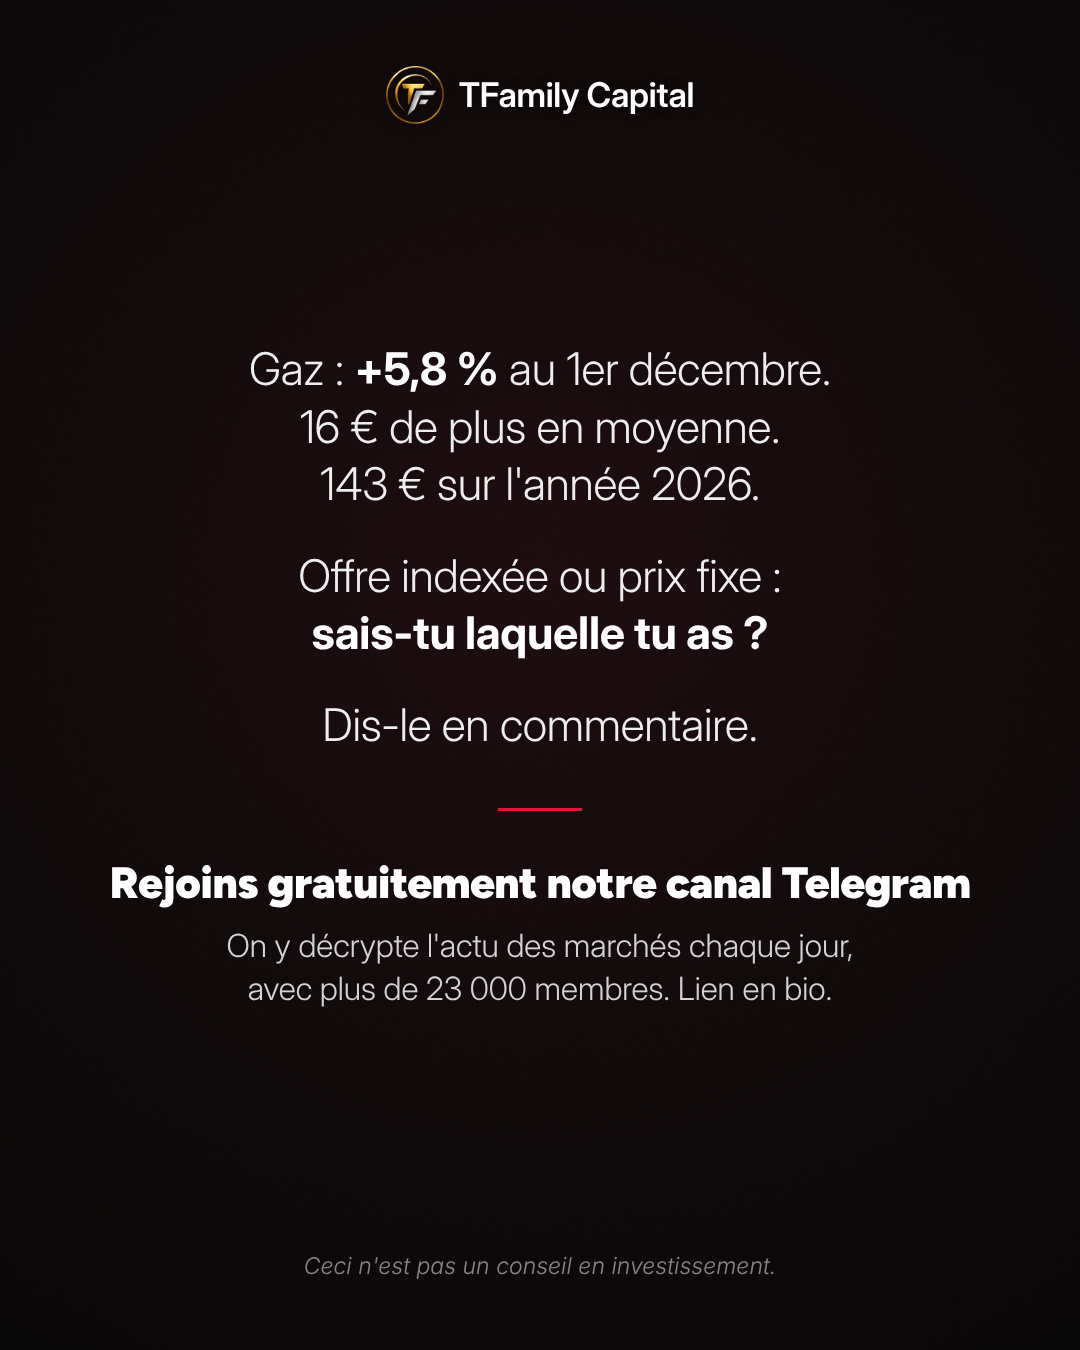 TF TFamily Capital
Gaz : +5,8 % au 1er décembre.
16 € de plus en moyenne.
143 € sur l'année 2026.
Offre indexée ou prix fixe :
sais-tu laquelle tu as ?
Dis-le en commentaire.
Rejoins gratuitement notre canal Telegram
On y décrypte l'actu des marchés chaque jour,
avec plus de 23 000 membres. Lien en bio.
Ceci n'est pas un conseil en investissement.